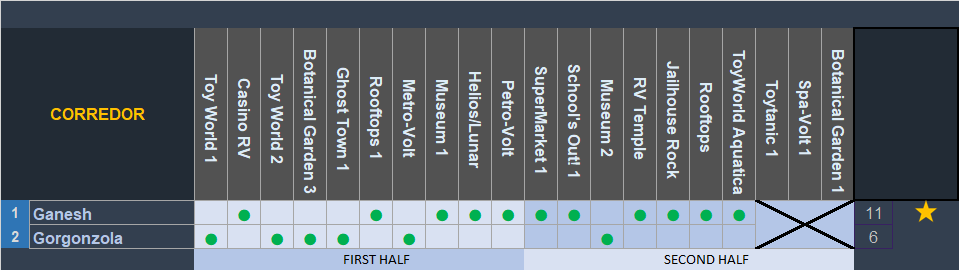 CORREDOR
Toy World 1
Casino RV
Toy World 2
Botanical Garden 3
Ghost Town 1
Rooftops 1
Metro-Volt
Museum 1
Helios/Lunar
Petro-Volt
SuperMarket 1
School's Out! 1
Museum 2
RV Temple
Jailhouse Rock
Rooftops
ToyWorld Aquatica
Toytanic 1
Spa-Volt 1
Botanical Garden 1
1 Ganesh 11
2 Gorgonzola 6
FIRST HALF SECOND HALF